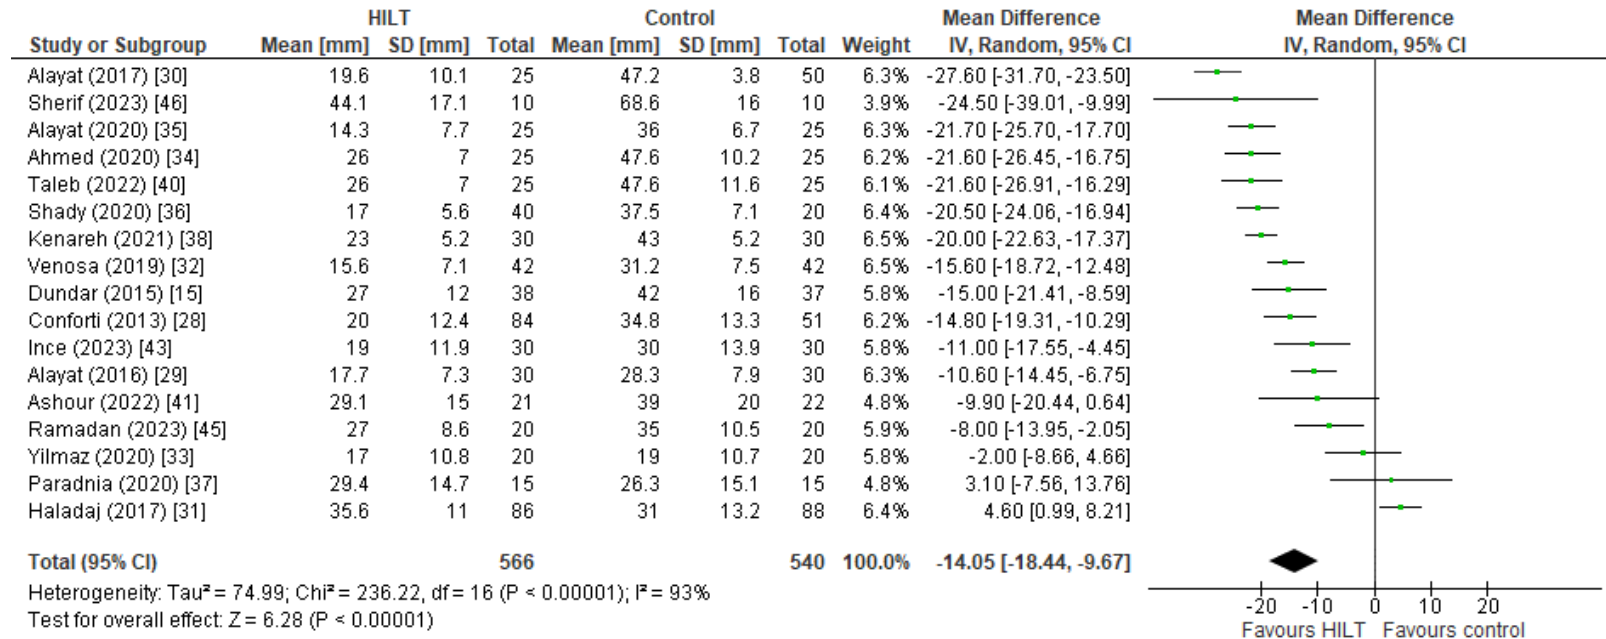 HILT Control Mean Difference Mean Difference
Study or Subgroup Mean [mm] SD [mm] Total Mean [mm] SD [mm] Total Weight IV, Random, 95% CI IV, Random, 95% CI
Alayat (2017) [30] 19.6 10.1 25 47.2 3.8 50 6.3% -27.60 [-31.70, -23.50]
Sherif (2023) [46] 44.1 17.1 10 68.6 16 10 3.9% -24.50 [-39.01, -9.99]
Alayat (2020) [35] 14.3 7.7 25 36 6.7 25 6.3% -21.70 [-25.70, -17.70]
Ahmed (2020) [34] 26 7 25 47.6 10.2 25 6.2% -21.60 [-26.45, -16.75]
Taleb (2022) [40] 26 7 25 47.6 11.6 25 6.1% -21.60 [-26.91, -16.29]
Shady (2020) [36] 17 5.6 40 37.5 7.1 20 6.4% -20.50 [-24.06, -16.94]
Kenareh (2021) [38] 23 5.2 30 43 5.2 30 6.5% -20.00 [-22.63, -17.37]
Venosa (2019) [32] 15.6 7.1 42 31.2 7.5 42 6.5% -15.60 [-18.72, -12.48]
Dundar (2015) [15] 27 12 38 42 16 37 5.8% -15.00 [-21.41, -8.59]
Conforti (2013) [28] 20 12.4 84 34.8 13.3 51 6.2% -14.80 [-19.31, -10.29]
Ince (2023) [43] 19 11.9 30 30 13.9 30 5.8% -11.00 [-17.55, -4.45]
Alayat (2016) [29] 17.7 7.3 30 28.3 7.9 30 6.3% -10.60 [-14.45, -6.75]
Ashour (2022) [41] 29.1 15 21 39 20 22 4.8% -9.90 [-20.44, 0.64]
Ramadan (2023) [45] 27 8.6 20 35 10.5 20 5.9% -8.00 [-13.95, -2.05]
Yilmaz (2020) [33] 17 10.8 20 19 10.7 20 5.8% -2.00 [-8.66, 4.66]
Paradnia (2020) [37] 29.4 14.7 15 26.3 15.1 15 4.8% 3.10 [-7.56, 13.76]
Haladaj (2017) [31] 35.6 11 86 31 13.2 88 6.4% 4.60 [0.99, 8.21]
Total (95% CI) 566 540 100.0% -14.05 [-18.44, -9.67]
Heterogeneity: Tau² = 74.99; Chi² = 236.22, df = 16 (P < 0.00001); I² = 93%
Test for overall effect: Z = 6.28 (P < 0.00001)
-20 -10 0 10 20
Favours HILT Favours control